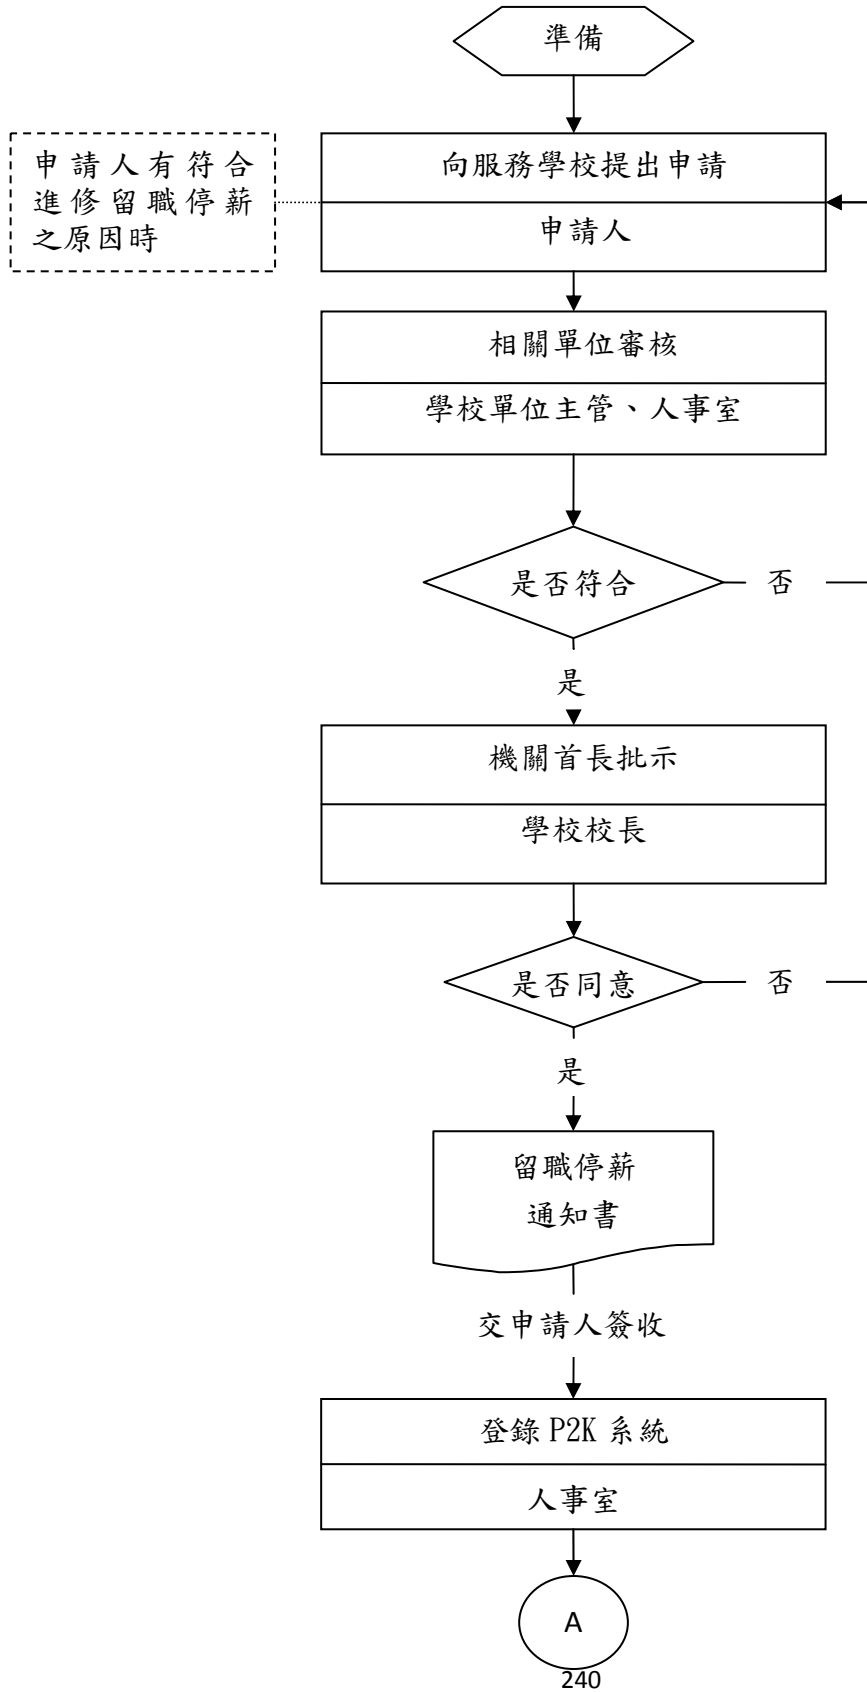 準備
申請人有符合
進修留職停薪
之原因時
向服務學校提出申請
申請人
相關單位審核
學校單位主管、人事室
是否符合
否
是
機關首長批示
學校校長
是否同意
否
是
留職停薪
通知書
交申請人簽收
登錄 P2K 系統
人事室
A
240